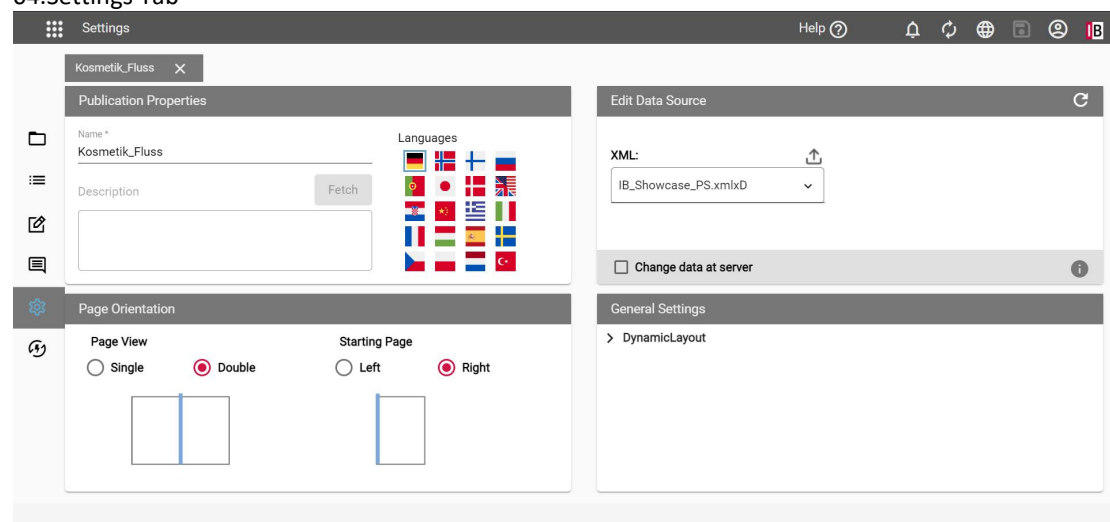 04.Settings Tab
Settings
Help
IB
Kosmetik_Fluss
Publication Properties
Name *
Kosmetik_Fluss
Description
Fetch
Languages
Edit Data Source
XML:
IB_Showcase_PS.xmlxD
Change data at server
Page Orientation
Page View
Single
Double
Starting Page
Left
Right
General Settings
DynamicLayout